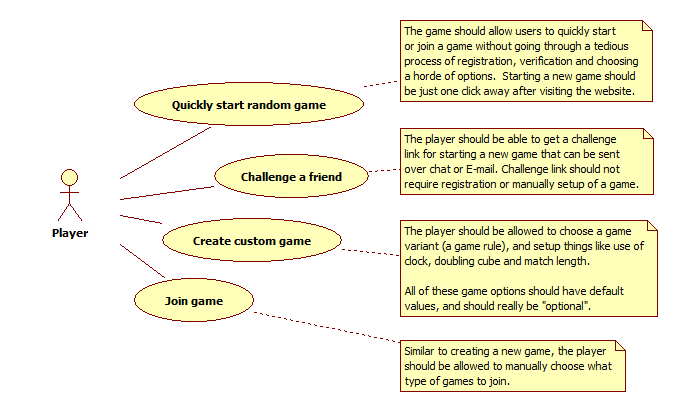 The game should allow users to quickly start
or join a game without going through a tedious
process of registration, verification and choosing
a horde of options. Starting a new game should
be just one click away after visiting the website.
Quickly start random game
The player should be able to get a challenge
link for starting a new game that can be sent
over chat or E-mail. Challenge link should not
require registration or manually setup of a game.
Challenge a friend
Player
Create custom game
The player should be allowed to choose a game
variant (a game rule), and setup things like use of
clock, doubling cube and match length.
All of these game options should have default
values, and should really be "optional".
Join game
Similar to creating a new game, the player
should be allowed to manually choose what
type of games to join.